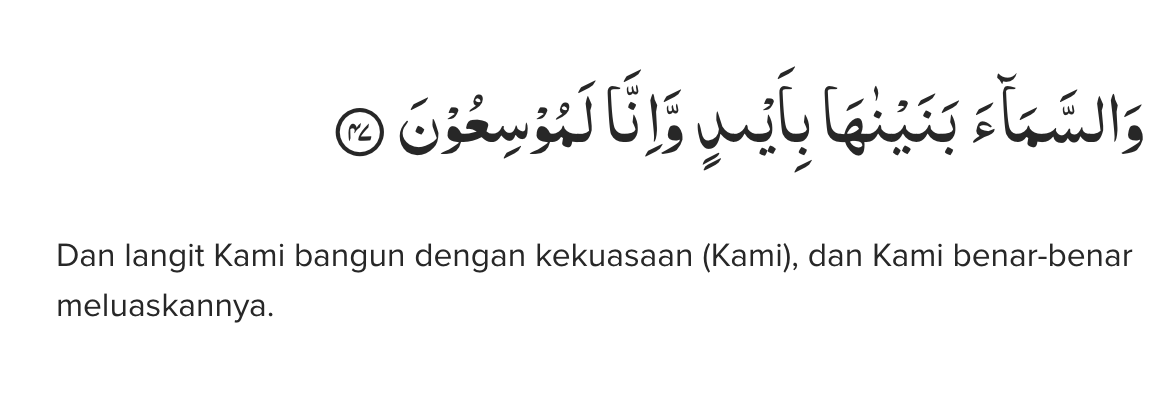 وَالسَّمَاۤءَ بَنَيْنٰهَا بِاَيْىدٍ وَّاِنَّا لَمُوْسِعُوْنَ ۝٤٧
Dan langit Kami bangun dengan kekuasaan (Kami), dan Kami benar-benar
meluaskannya.